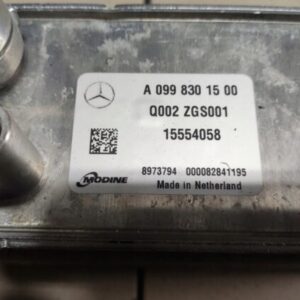 A 099 830 15 00
Q002 ZGS001
15554058
8973794 000082841195
MODINE
Made in Netherland